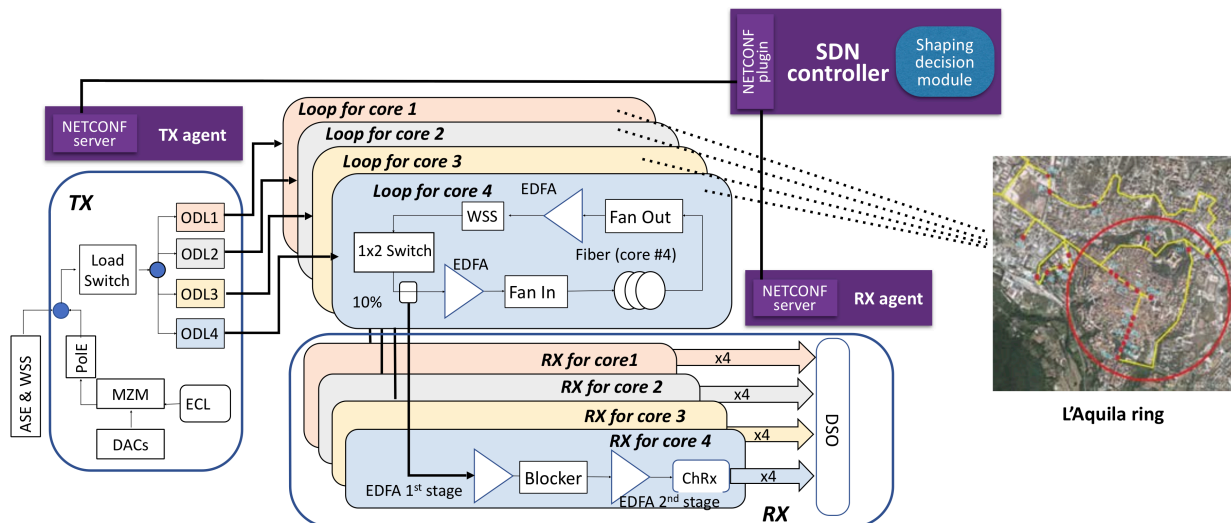 SDN
controller
NETCONF
plugin
Shaping
decision
module
NETCONF
server
TX agent
Loop for core 1
Loop for core 2
Loop for core 3
Loop for core 4
EDFA
WSS
Fan Out
1x2 Switch
EDFA
Fiber (core #4)
Fan In
10%
TX
ODL1
ODL2
ODL3
ODL4
Load
Switch
ASE & WSS
PolE
MZM
ECL
DACs
NETCONF
server
RX agent
RX for core1
x4
RX for core 2
x4
RX for core 3
x4
RX for core 4
x4
EDFA 1st stage
Blocker
EDFA 2nd stage
ChRx
DSO
RX
L'Aquila ring